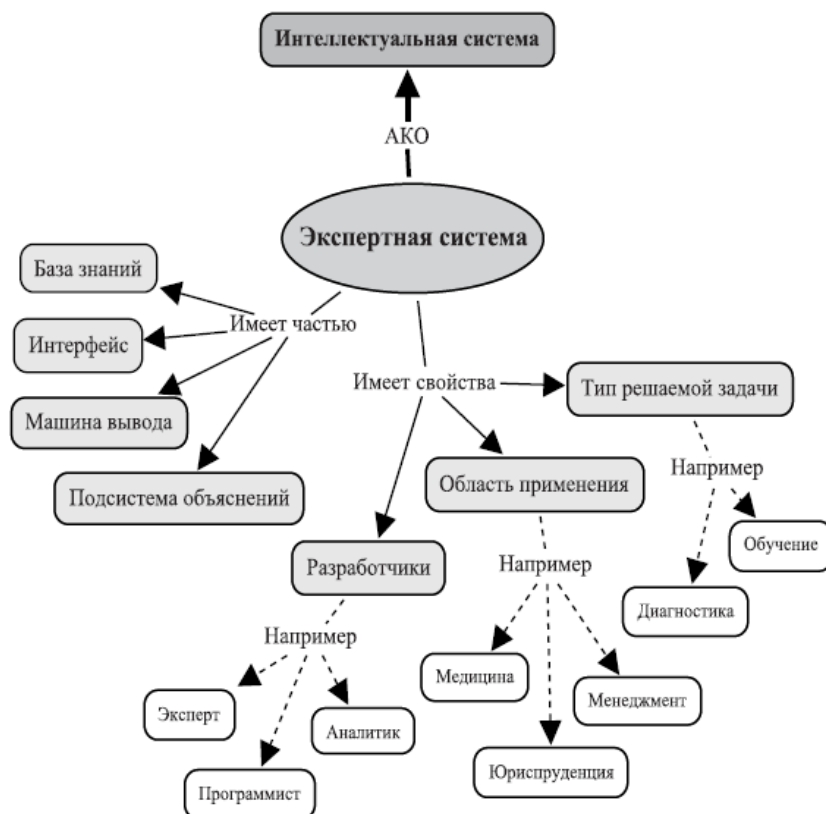 Интеллектуальная система
АКО
Экспертная система
База знаний
Имеет частью
Интерфейс
Машина вывода
Подсистема объяснений
Имеет свойства
Тип решаемой задачи
Например
Обучение
Диагностика
Область применения
Например
Медицина
Менеджмент
Юриспруденция
Разработчики
Например
Эксперт
Аналитик
Программист